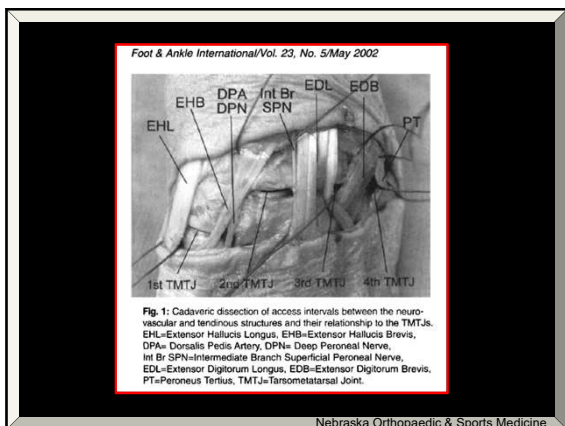 Foot & Ankle International/Vol. 23, No. 5/May 2002
EHL
EHB
DPA
DPN
Int Br
SPN
EDL
EDB
PT
1st TMTJ
2nd TMTJ
3rd TMTJ
4th TMTJ
Fig. 1: Cadaveric dissection of access intervals between the neuro-
vascular and tendinous structures and their relationship to the TMTJs.
EHL=Extensor Hallucis Longus, EHB=Extensor Hallucis Brevis,
DPA= Dorsalis Pedis Artery, DPN= Deep Peroneal Nerve,
Int Br SPN=Intermediate Branch Superficial Peroneal Nerve,
EDL=Extensor Digitorum Longus, EDB=Extensor Digitorum Brevis,
PT=Peroneus Tertius, TMTJ=Tarsometatarsal Joint.
Nebraska Orthopaedic & Sports Medicine